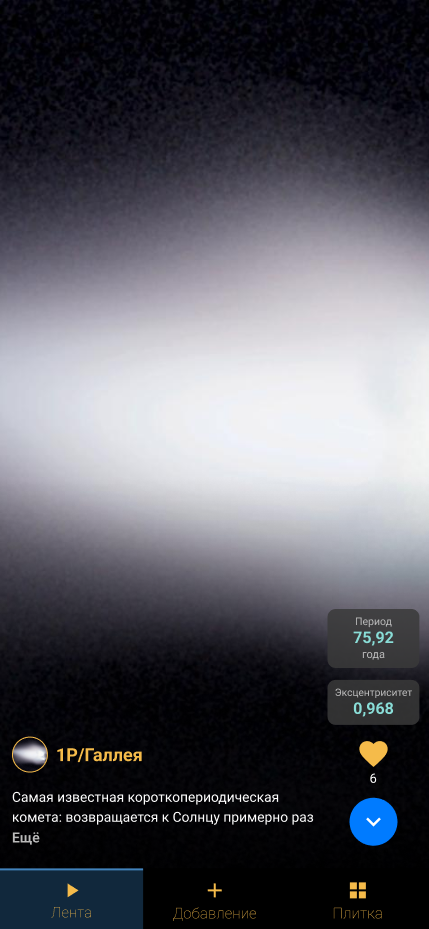 Период
75,92
года
Эксцентриситет
0,968
1P/Галлея
6
Самая известная короткопериодическая
комета: возвращается к Солнцу примерно раз
Ещё
Лента
Добавление
Плитка